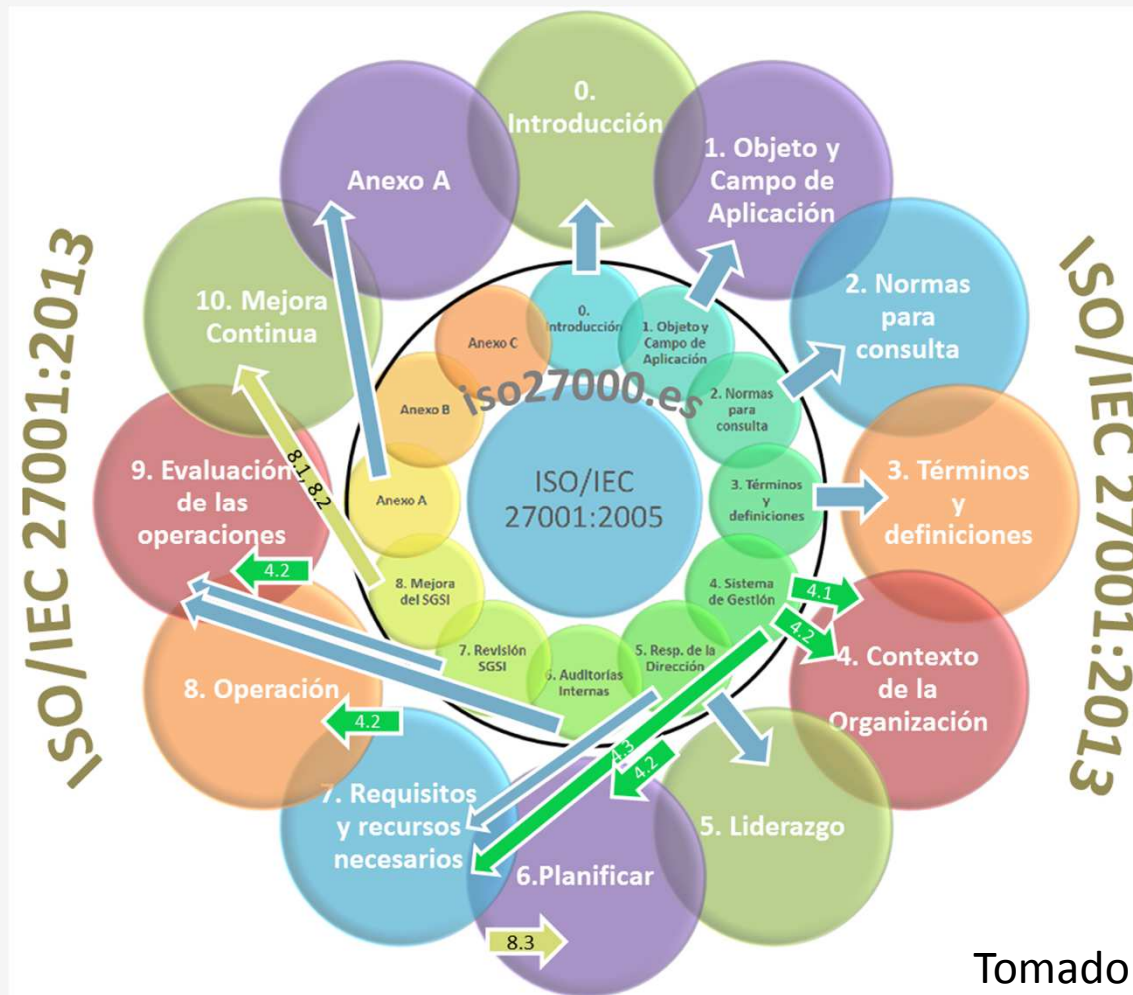 0.
Introducción
1. Objeto y
Campo de
Aplicación
2. Normas
para
consulta
3. Términos
y
definiciones
4. Contexto
de la
Organización
5. Liderazgo
6.Planificar
7. Requisitos
y recursos
necesarios
8. Operación
9. Evaluación
de las
operaciones
10. Mejora
Continua
Anexo A
ISO/IEC 27001:2013
ISO/IEC 27001:2013
0.
Introducción
1. Objeto y
Campo de
Aplicación
2. Normas
para
consulta
3. Términos
y
definiciones
4. Sistema
de Gestión
5. Resp. de la
Dirección
6. Auditorías
Internas
7. Revisión
SGSI
8. Mejora
del SGSI
Anexo A
Anexo B
Anexo C
iso27000.es
ISO/IEC
27001:2005
4.1
4.2
4.3
4.2
4.2
4.2
8.1, 8.2
8.3
Tomado